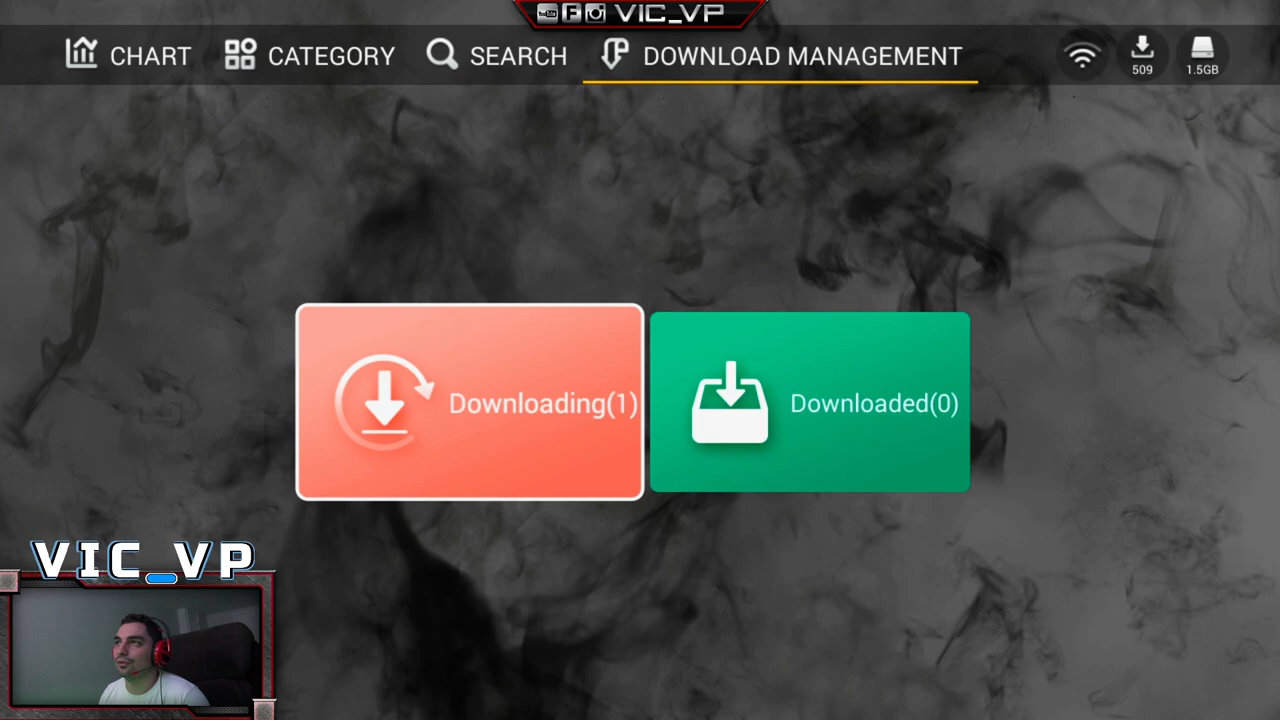 VIC_VP
CHART CATEGORY SEARCH DOWNLOAD MANAGEMENT
509 1.5GB
Downloading(1) Downloaded(0)
VIC_VP